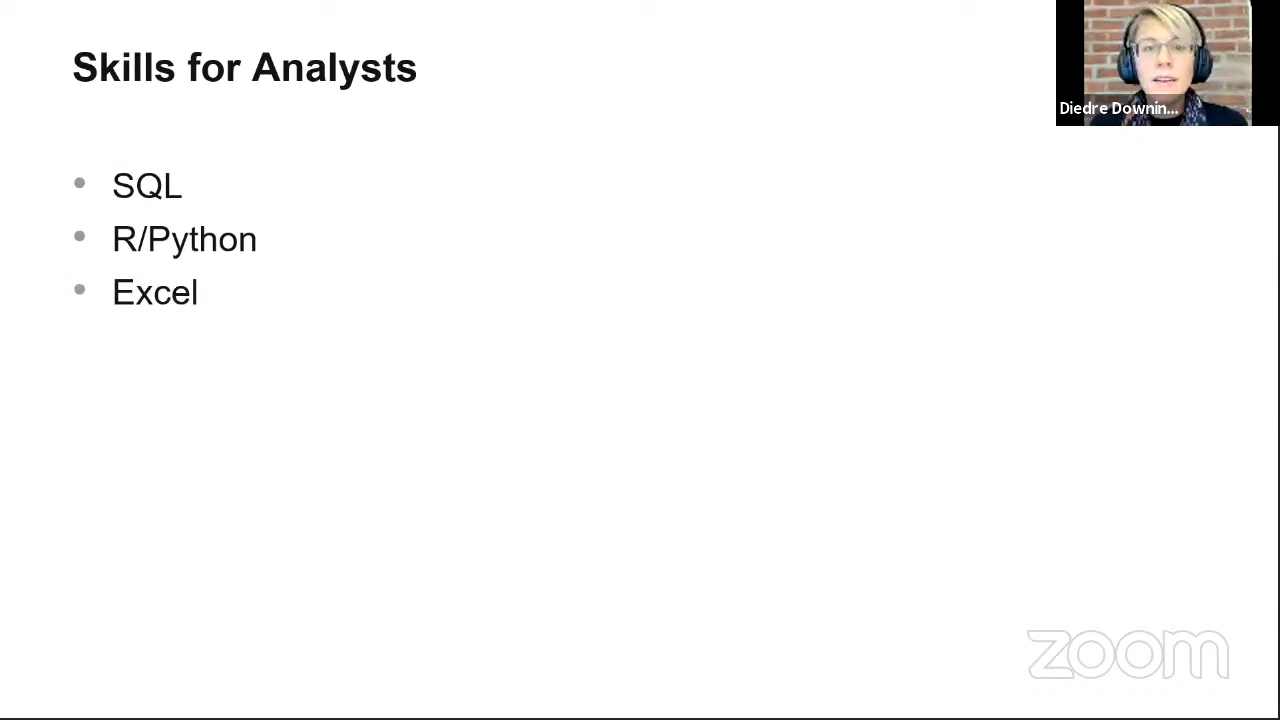 Skills for Analysts
Diedre Downin...
SQL
R/Python
Excel
zoom